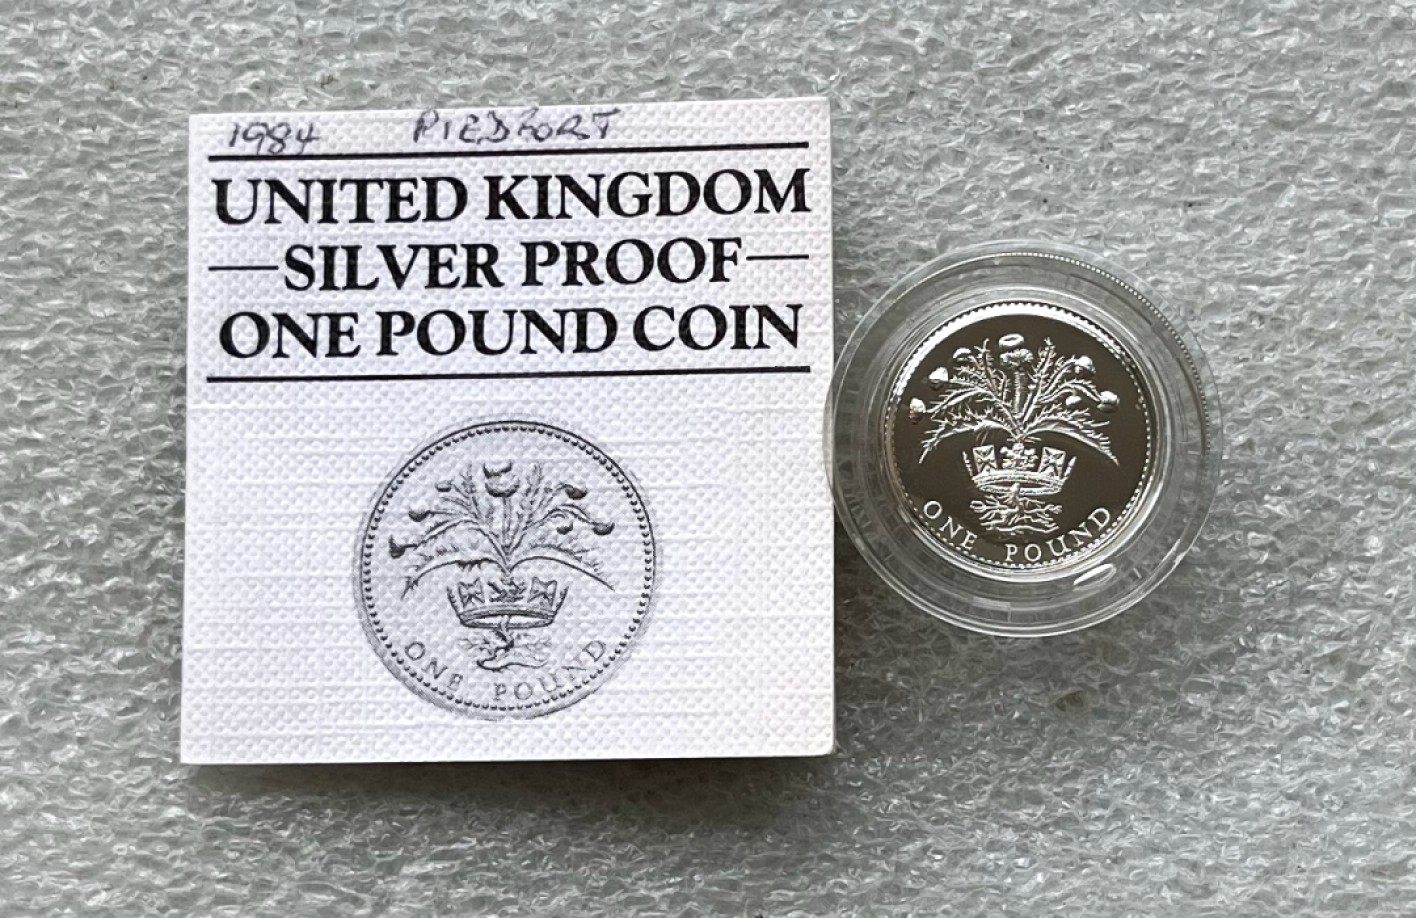 1984 PIEDFORT
UNITED KINGDOM
—SILVER PROOF—
ONE POUND COIN
ONE POUND
ONE POUND